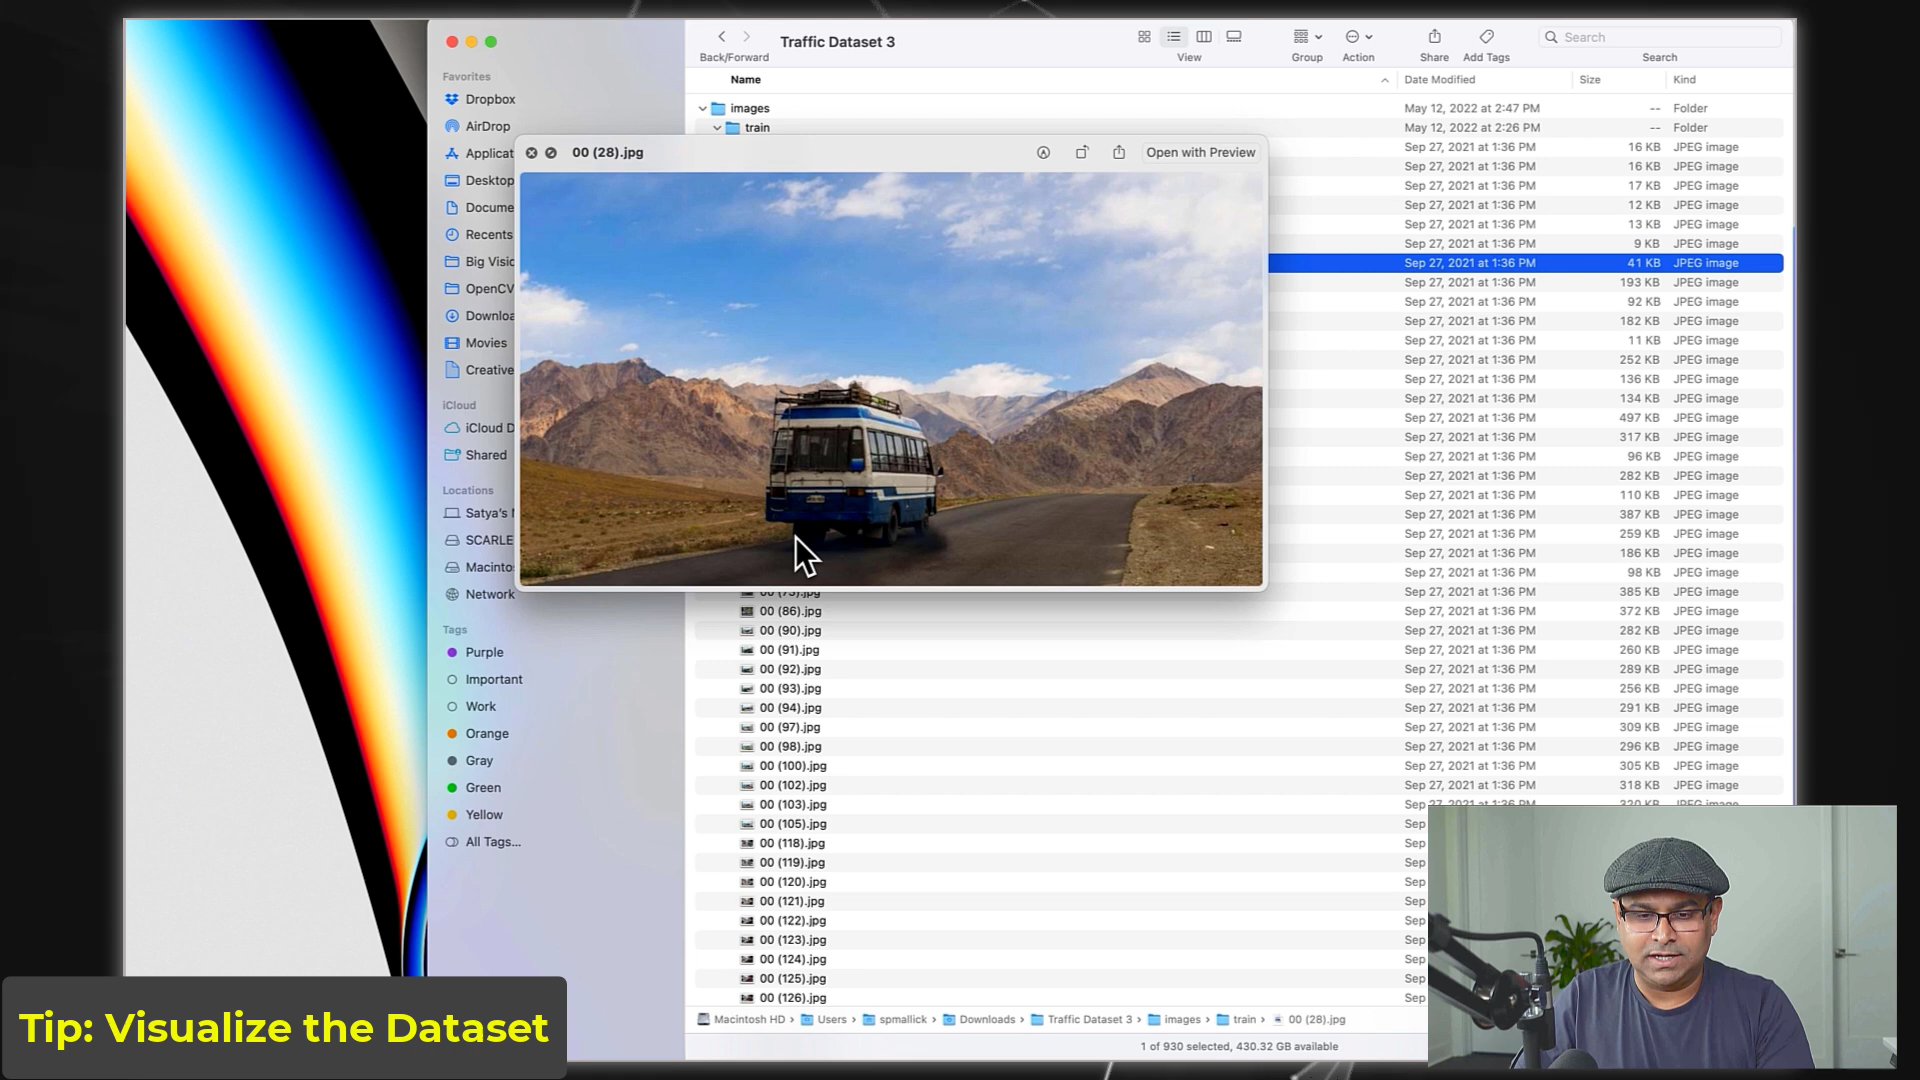 Back/Forward
Traffic Dataset 3
View
Group
Action
Share
Add Tags
Search
Search
Name
Date Modified
Size
Kind
Favorites
Dropbox
AirDrop
Applicat
Desktop
Docume
Recents
Big Visio
OpenCV
Downloa
Movies
Creative
iCloud
iCloud D
Shared
Locations
Satya's
SCARLE
Macinto
Network
Tags
Purple
Important
Work
Orange
Gray
Green
Yellow
All Tags...
images May 12, 2022 at 2:47 PM -- Folder
train May 12, 2022 at 2:26 PM -- Folder
00 (28).jpg
Open with Preview
Sep 27, 2021 at 1:36 PM 16 KB JPEG image
Sep 27, 2021 at 1:36 PM 16 KB JPEG image
Sep 27, 2021 at 1:36 PM 17 KB JPEG image
Sep 27, 2021 at 1:36 PM 12 KB JPEG image
Sep 27, 2021 at 1:36 PM 13 KB JPEG image
Sep 27, 2021 at 1:36 PM 9 KB JPEG image
Sep 27, 2021 at 1:36 PM 41 KB JPEG image
Sep 27, 2021 at 1:36 PM 193 KB JPEG image
Sep 27, 2021 at 1:36 PM 92 KB JPEG image
Sep 27, 2021 at 1:36 PM 182 KB JPEG image
Sep 27, 2021 at 1:36 PM 11 KB JPEG image
Sep 27, 2021 at 1:36 PM 252 KB JPEG image
Sep 27, 2021 at 1:36 PM 136 KB JPEG image
Sep 27, 2021 at 1:36 PM 134 KB JPEG image
Sep 27, 2021 at 1:36 PM 497 KB JPEG image
Sep 27, 2021 at 1:36 PM 317 KB JPEG image
Sep 27, 2021 at 1:36 PM 96 KB JPEG image
Sep 27, 2021 at 1:36 PM 282 KB JPEG image
Sep 27, 2021 at 1:36 PM 110 KB JPEG image
Sep 27, 2021 at 1:36 PM 387 KB JPEG image
Sep 27, 2021 at 1:36 PM 259 KB JPEG image
Sep 27, 2021 at 1:36 PM 186 KB JPEG image
Sep 27, 2021 at 1:36 PM 98 KB JPEG image
Sep 27, 2021 at 1:36 PM 385 KB JPEG image
00 (86).jpg Sep 27, 2021 at 1:36 PM 372 KB JPEG image
00 (90).jpg Sep 27, 2021 at 1:36 PM 282 KB JPEG image
00 (91).jpg Sep 27, 2021 at 1:36 PM 260 KB JPEG image
00 (92).jpg Sep 27, 2021 at 1:36 PM 289 KB JPEG image
00 (93).jpg Sep 27, 2021 at 1:36 PM 256 KB JPEG image
00 (94).jpg Sep 27, 2021 at 1:36 PM 291 KB JPEG image
00 (97).jpg Sep 27, 2021 at 1:36 PM 309 KB JPEG image
00 (98).jpg Sep 27, 2021 at 1:36 PM 296 KB JPEG image
00 (100).jpg Sep 27, 2021 at 1:36 PM 305 KB JPEG image
00 (102).jpg Sep 27, 2021 at 1:36 PM 318 KB JPEG image
00 (103).jpg Sep 27, 2021 at 1:36 PM 320 KB JPEG image
00 (105).jpg Sep
00 (118).jpg Sep
00 (119).jpg Sep
00 (120).jpg Sep
00 (121).jpg Sep
00 (122).jpg Sep
00 (123).jpg Sep
00 (124).jpg Sep
00 (125).jpg Sep
00 (126).jpg Sep
Macintosh HD › Users › spmallick › Downloads › Traffic Dataset 3 › images › train › 00 (28).jpg
1 of 930 selected, 430.32 GB available
Tip: Visualize the Dataset